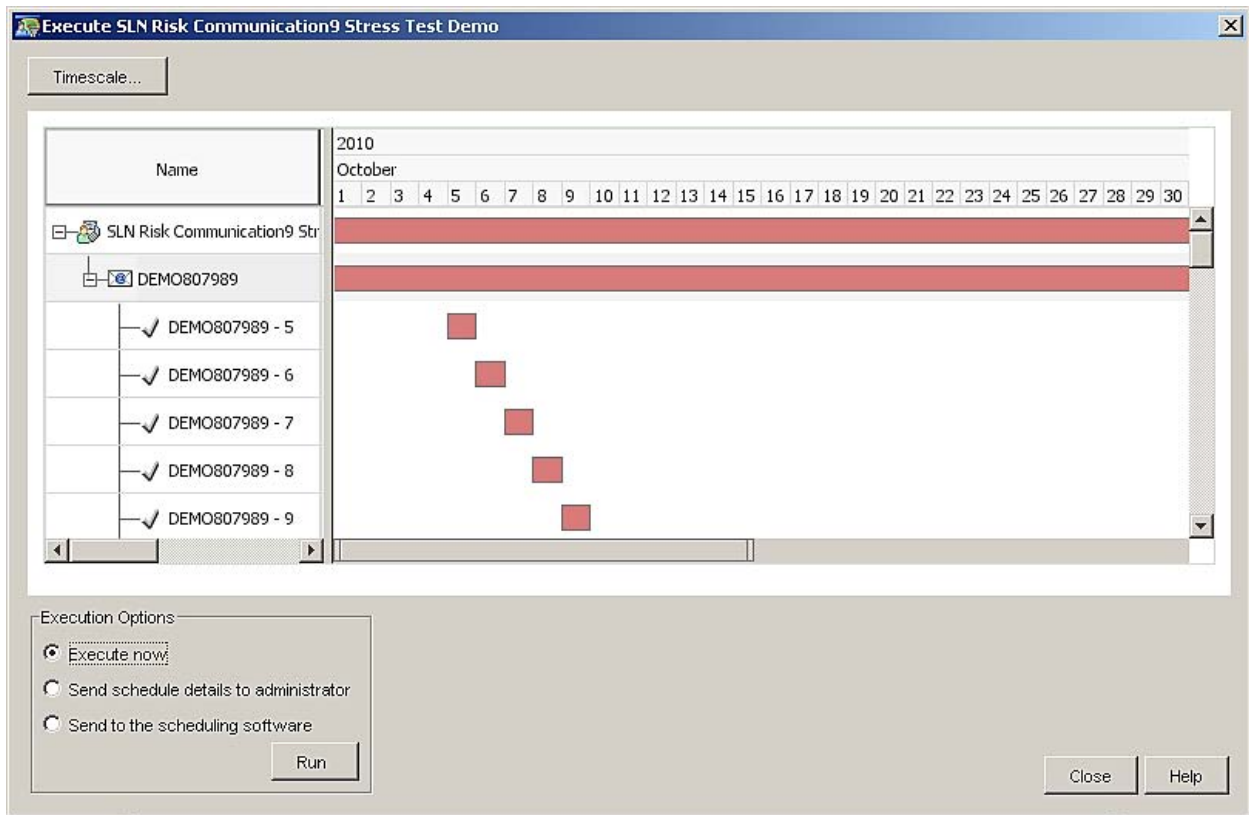 Execute SLN Risk Communication9 Stress Test Demo
Timescale...
Name
2010
October
1 2 3 4 5 6 7 8 9 10 11 12 13 14 15 16 17 18 19 20 21 22 23 24 25 26 27 28 29 30
SLN Risk Communication9 Str
DEMO807989
DEMO807989 - 5
DEMO807989 - 6
DEMO807989 - 7
DEMO807989 - 8
DEMO807989 - 9
Execution Options
Execute now
Send schedule details to administrator
Send to the scheduling software
Run
Close Help